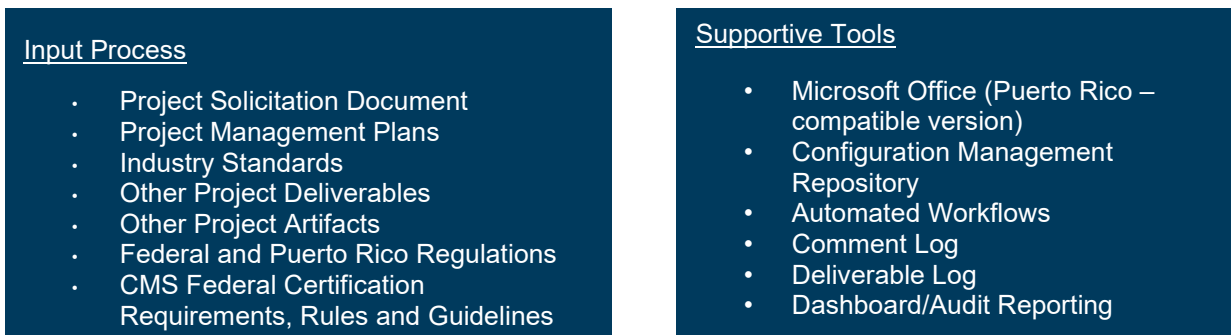 Input Process
• Project Solicitation Document
• Project Management Plans
• Industry Standards
• Other Project Deliverables
• Other Project Artifacts
• Federal and Puerto Rico Regulations
• CMS Federal Certification
Requirements, Rules and Guidelines
Supportive Tools
• Microsoft Office (Puerto Rico –
compatible version)
• Configuration Management
Repository
• Automated Workflows
• Comment Log
• Deliverable Log
• Dashboard/Audit Reporting